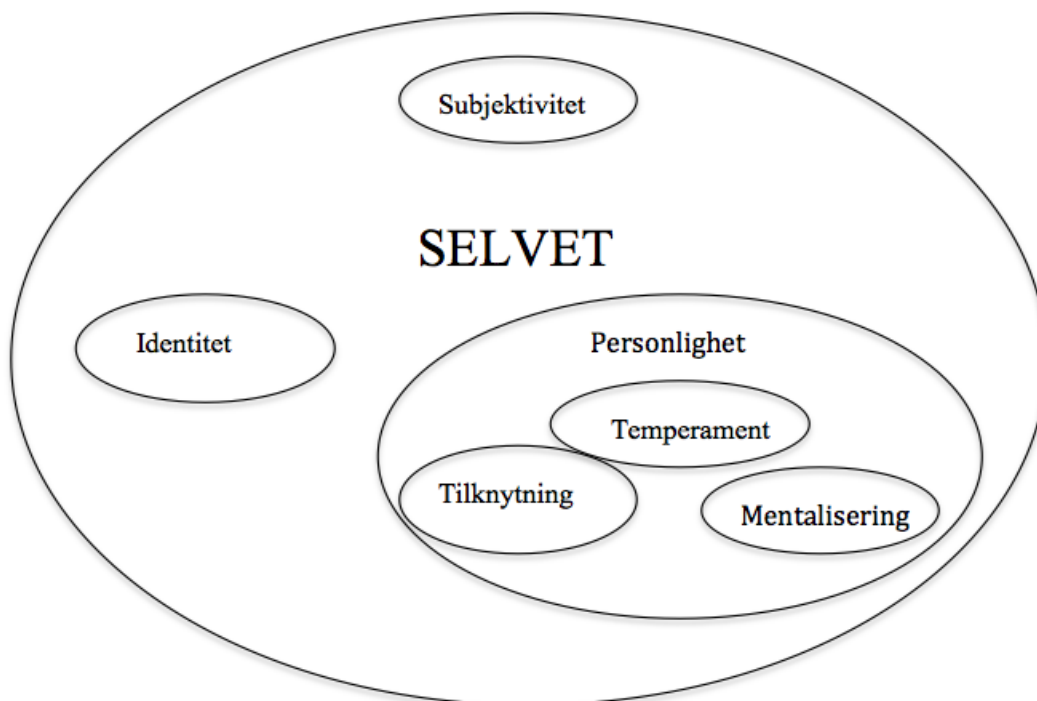 Subjektivitet
SELVET
Identitet
Personlighet
Temperament
Tilknytning
Mentalisering